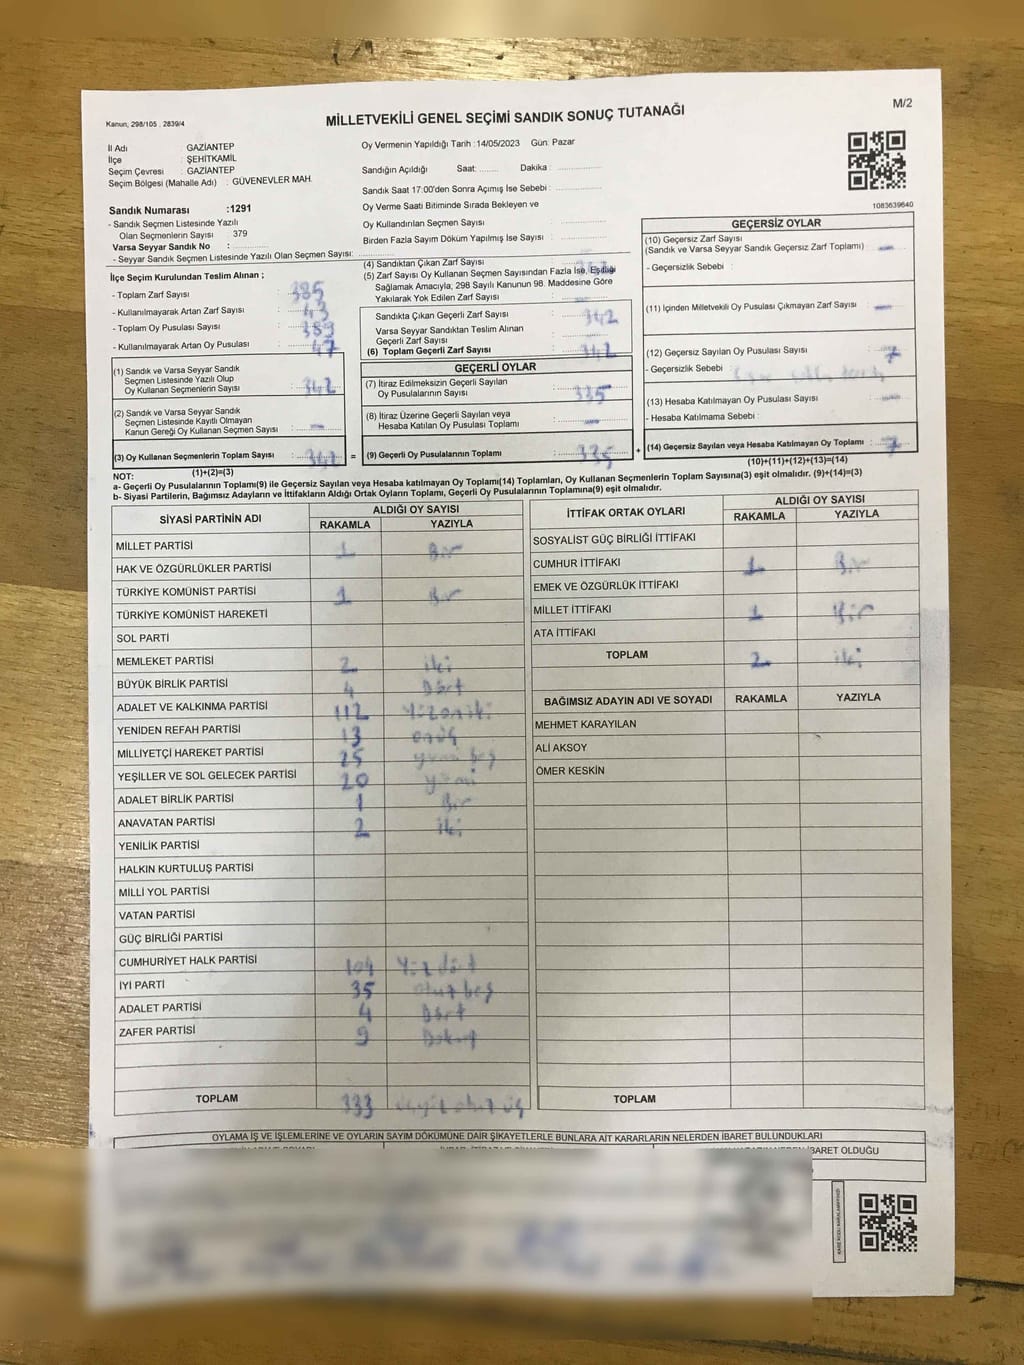 Kanun; 298/105 . 2839/4
MİLLETVEKİLİ GENEL SEÇİMİ SANDIK SONUÇ TUTANAĞI
M/2
İl Adı GAZİANTEP
İlçe : ŞEHİTKAMİL
Seçim Çevresi : GAZİANTEP
Seçim Bölgesi (Mahalle Adı) : GÜVENEVLER MAH.
Oy Vermenin Yapıldığı Tarih : 14/05/2023 Gün: Pazar
Sandığın Açıldığı Saat: ........ Dakika : ..............
Sandık Saat 17:00'den Sonra Açımış İse Sebebi : ..............
Oy Verme Saati Bitiminde Sırada Bekleyen ve
Oy Kullandırılan Seçmen Sayısı : ..............
Birden Fazla Sayım Döküm Yapılmış İse Sayısı : ..............
1083639640
Sandık Numarası :1291
- Sandık Seçmen Listesinde Yazılı
Olan Seçmenlerin Sayısı 379
Varsa Seyyar Sandık No : ..............
- Seyyar Sandık Seçmen Listesinde Yazılı Olan Seçmen Sayısı: ..............
İlçe Seçim Kurulundan Teslim Alınan ;
- Toplam Zarf Sayısı : 385
- Kullanılmayarak Artan Zarf Sayısı : 43
- Toplam Oy Pusulası Sayısı : 389
- Kullanılmayarak Artan Oy Pusulası : 47
(1) Sandık ve Varsa Seyyar Sandık
Seçmen Listesinde Yazılı Olup
Oy Kullanan Seçmenlerin Sayısı : 342
(2) Sandık ve Varsa Seyyar Sandık
Seçmen Listesinde Kayıtlı Olmayan
Kanun Gereği Oy Kullanan Seçmen Sayısı : —
(3) Oy Kullanan Seçmenlerin Toplam Sayısı : 342 =
(1)+(2)=(3)
(4) Sandıktan Çıkan Zarf Sayısı :
(5) Zarf Sayısı Oy Kullanan Seçmen Sayısından Fazla İse, Eşitliği
Sağlamak Amacıyla, 298 Sayılı Kanunun 98. Maddesine Göre
Yakılarak Yok Edilen Zarf Sayısı : —
Sandıkta Çıkan Geçerli Zarf Sayısı : 342
Varsa Seyyar Sandıktan Teslim Alınan
Geçerli Zarf Sayısı :
(6) Toplam Geçerli Zarf Sayısı : 342
GEÇERLİ OYLAR
(7) İtiraz Edilmeksizin Geçerli Sayılan
Oy Pusulalarının Sayısı : 335
(8) İtiraz Üzerine Geçerli Sayılan veya
Hesaba Katılan Oy Pusulası Toplamı : —
(9) Geçerli Oy Pusulalarının Toplamı : 335 +
GEÇERSİZ OYLAR
(10) Geçersiz Zarf Sayısı
(Sandık ve Varsa Seyyar Sandık Geçersiz Zarf Toplamı) : —
- Geçersizlik Sebebi :
(11) İçinden Milletvekili Oy Pusulası Çıkmayan Zarf Sayısı : —
(12) Geçersiz Sayılan Oy Pusulası Sayısı : 7
- Geçersizlik Sebebi :
(13) Hesaba Katılmayan Oy Pusulası Sayısı : —
- Hesaba Katılmama Sebebi :
(14) Geçersiz Sayılan veya Hesaba Katılmayan Oy Toplamı : 7
(10)+(11)+(12)+(13)=(14)
NOT:
a- Geçerli Oy Pusulalarının Toplamı(9) ile Geçersiz Sayılan veya Hesaba katılmayan Oy Toplamı(14) Toplamları, Oy Kullanan Seçmenlerin Toplam Sayısına(3) eşit olmalıdır. (9)+(14)=(3)
b- Siyasi Partilerin, Bağımsız Adayların ve İttifakların Aldığı Ortak Oyların Toplamı, Geçerli Oy Pusulalarının Toplamına(9) eşit olmalıdır.
SİYASİ PARTİNİN ADI ALDIĞI OY SAYISI
RAKAMLA YAZIYLA
MİLLET PARTİSİ 1 Bir
HAK VE ÖZGÜRLÜKLER PARTİSİ
TÜRKİYE KOMÜNİST PARTİSİ 1 Bir
TÜRKİYE KOMÜNİST HAREKETİ
SOL PARTİ
MEMLEKET PARTİSİ 2 iki
BÜYÜK BİRLİK PARTİSİ 4 Dört
ADALET VE KALKINMA PARTİSİ 112 Yüzoniki
YENİDEN REFAH PARTİSİ 13 onüç
MİLLİYETÇİ HAREKET PARTİSİ 25 yirmi beş
YEŞİLLER VE SOL GELECEK PARTİSİ 20 yirmi
ADALET BİRLİK PARTİSİ 1 Bir
ANAVATAN PARTİSİ 2 iki
YENİLİK PARTİSİ
HALKIN KURTULUŞ PARTİSİ
MİLLİ YOL PARTİSİ
VATAN PARTİSİ
GÜÇ BİRLİĞİ PARTİSİ
CUMHURİYET HALK PARTİSİ 104 Yüz dört
İYİ PARTİ 35 otuz beş
ADALET PARTİSİ 4 Dört
ZAFER PARTİSİ 9 Dokuz
TOPLAM 333 üçyüz otuz üç
İTTİFAK ORTAK OYLARI ALDIĞI OY SAYISI
RAKAMLA YAZIYLA
SOSYALİST GÜÇ BİRLİĞİ İTTİFAKI
CUMHUR İTTİFAKI 1 Bir
EMEK VE ÖZGÜRLÜK İTTİFAKI
MİLLET İTTİFAKI 1 Bir
ATA İTTİFAKI
TOPLAM 2 iki
BAĞIMSIZ ADAYIN ADI VE SOYADI RAKAMLA YAZIYLA
MEHMET KARAYILAN
ALİ AKSOY
ÖMER KESKİN
TOPLAM
OYLAMA İŞ VE İŞLEMLERİNE VE OYLARIN SAYIM DÖKÜMÜNE DAİR ŞİKAYETLERLE BUNLARA AİT KARARLARIN NELERDEN İBARET BULUNDUKLARI
İBARET OLDUĞU